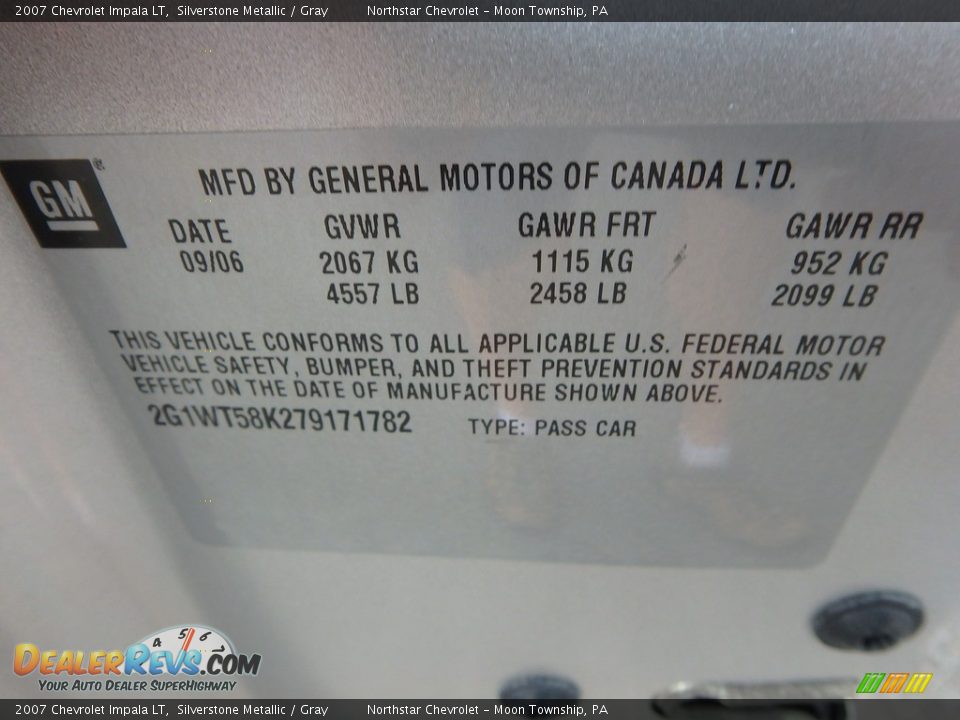 2007 Chevrolet Impala LT, Silverstone Metallic / Gray Northstar Chevrolet - Moon Township, PA
GM
MFD BY GENERAL MOTORS OF CANADA LTD.
DATE GVWR GAWR FRT GAWR RR
09/06 2067 KG 1115 KG 952 KG
4557 LB 2458 LB 2099 LB
THIS VEHICLE CONFORMS TO ALL APPLICABLE U.S. FEDERAL MOTOR
VEHICLE SAFETY, BUMPER, AND THEFT PREVENTION STANDARDS IN
EFFECT ON THE DATE OF MANUFACTURE SHOWN ABOVE.
2G1WT58K279171782 TYPE: PASS CAR
4 5 6 7
DEALERREVS.COM
YOUR AUTO DEALER SUPERHIGHWAY
2007 Chevrolet Impala LT, Silverstone Metallic / Gray Northstar Chevrolet - Moon Township, PA